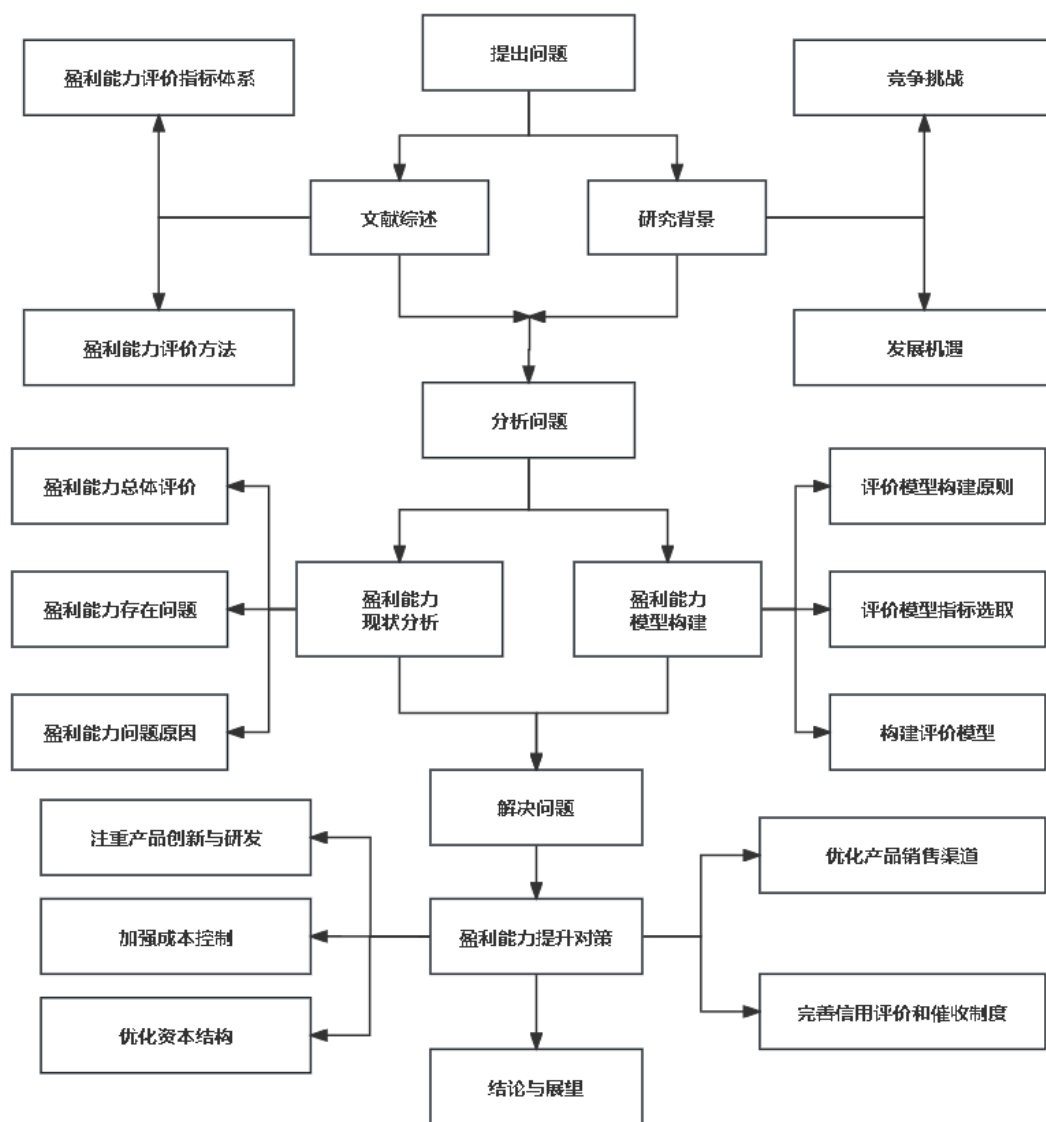 提出问题
盈利能力评价指标体系
竞争挑战
文献综述
研究背景
盈利能力评价方法
发展机遇
分析问题
盈利能力总体评价
评价模型构建原则
盈利能力
现状分析
盈利能力
模型构建
盈利能力存在问题
评价模型指标选取
盈利能力问题原因
构建评价模型
解决问题
注重产品创新与研发
优化产品销售渠道
加强成本控制
盈利能力提升对策
优化资本结构
完善信用评价和催收制度
结论与展望